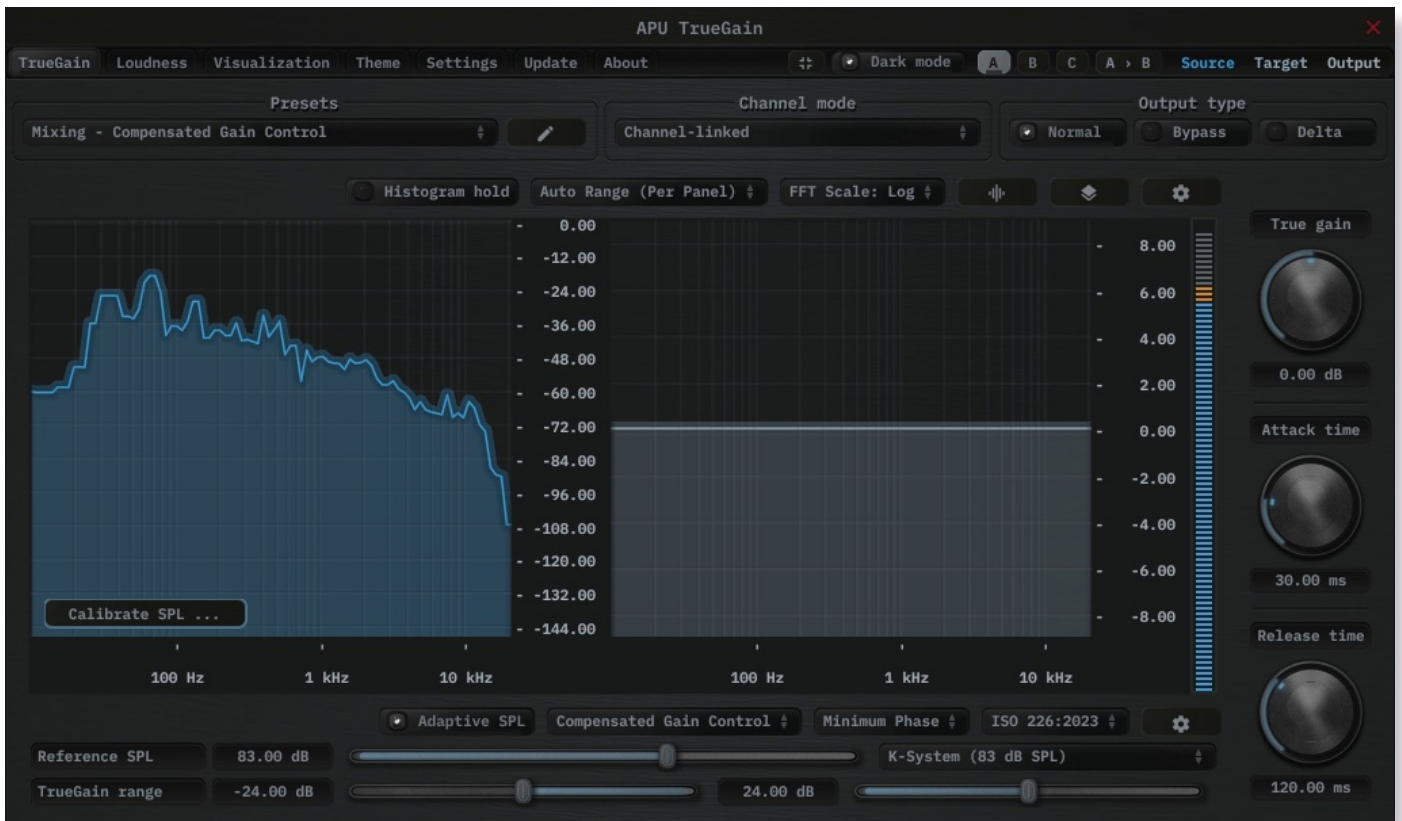 APU TrueGain
TrueGain Loudness Visualization Theme Settings Update About Dark mode A B C A › B Source Target Output
Presets Channel mode Output type
Mixing - Compensated Gain Control Channel-linked Normal Bypass Delta
Histogram hold Auto Range (Per Panel) FFT Scale: Log
True gain
0.00 dB
Attack time
30.00 ms
Release time
120.00 ms
- 0.00
- -12.00
- -24.00
- -36.00
- -48.00
- -60.00
- -72.00
- -84.00
- -96.00
- -108.00
- -120.00
- -132.00
- -144.00
- 8.00
- 6.00
- 4.00
- 2.00
- 0.00
- -2.00
- -4.00
- -6.00
- -8.00
Calibrate SPL ...
100 Hz 1 kHz 10 kHz 100 Hz 1 kHz 10 kHz
Adaptive SPL Compensated Gain Control Minimum Phase ISO 226:2023
Reference SPL 83.00 dB K-System (83 dB SPL)
TrueGain range -24.00 dB 24.00 dB